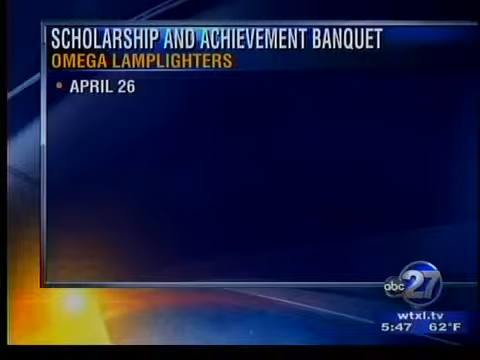 SCHOLARSHIP AND ACHIEVEMENT BANQUET
OMEGA LAMPLIGHTERS
• APRIL 26
abc 27
wtxl.tv
5:47 62°F